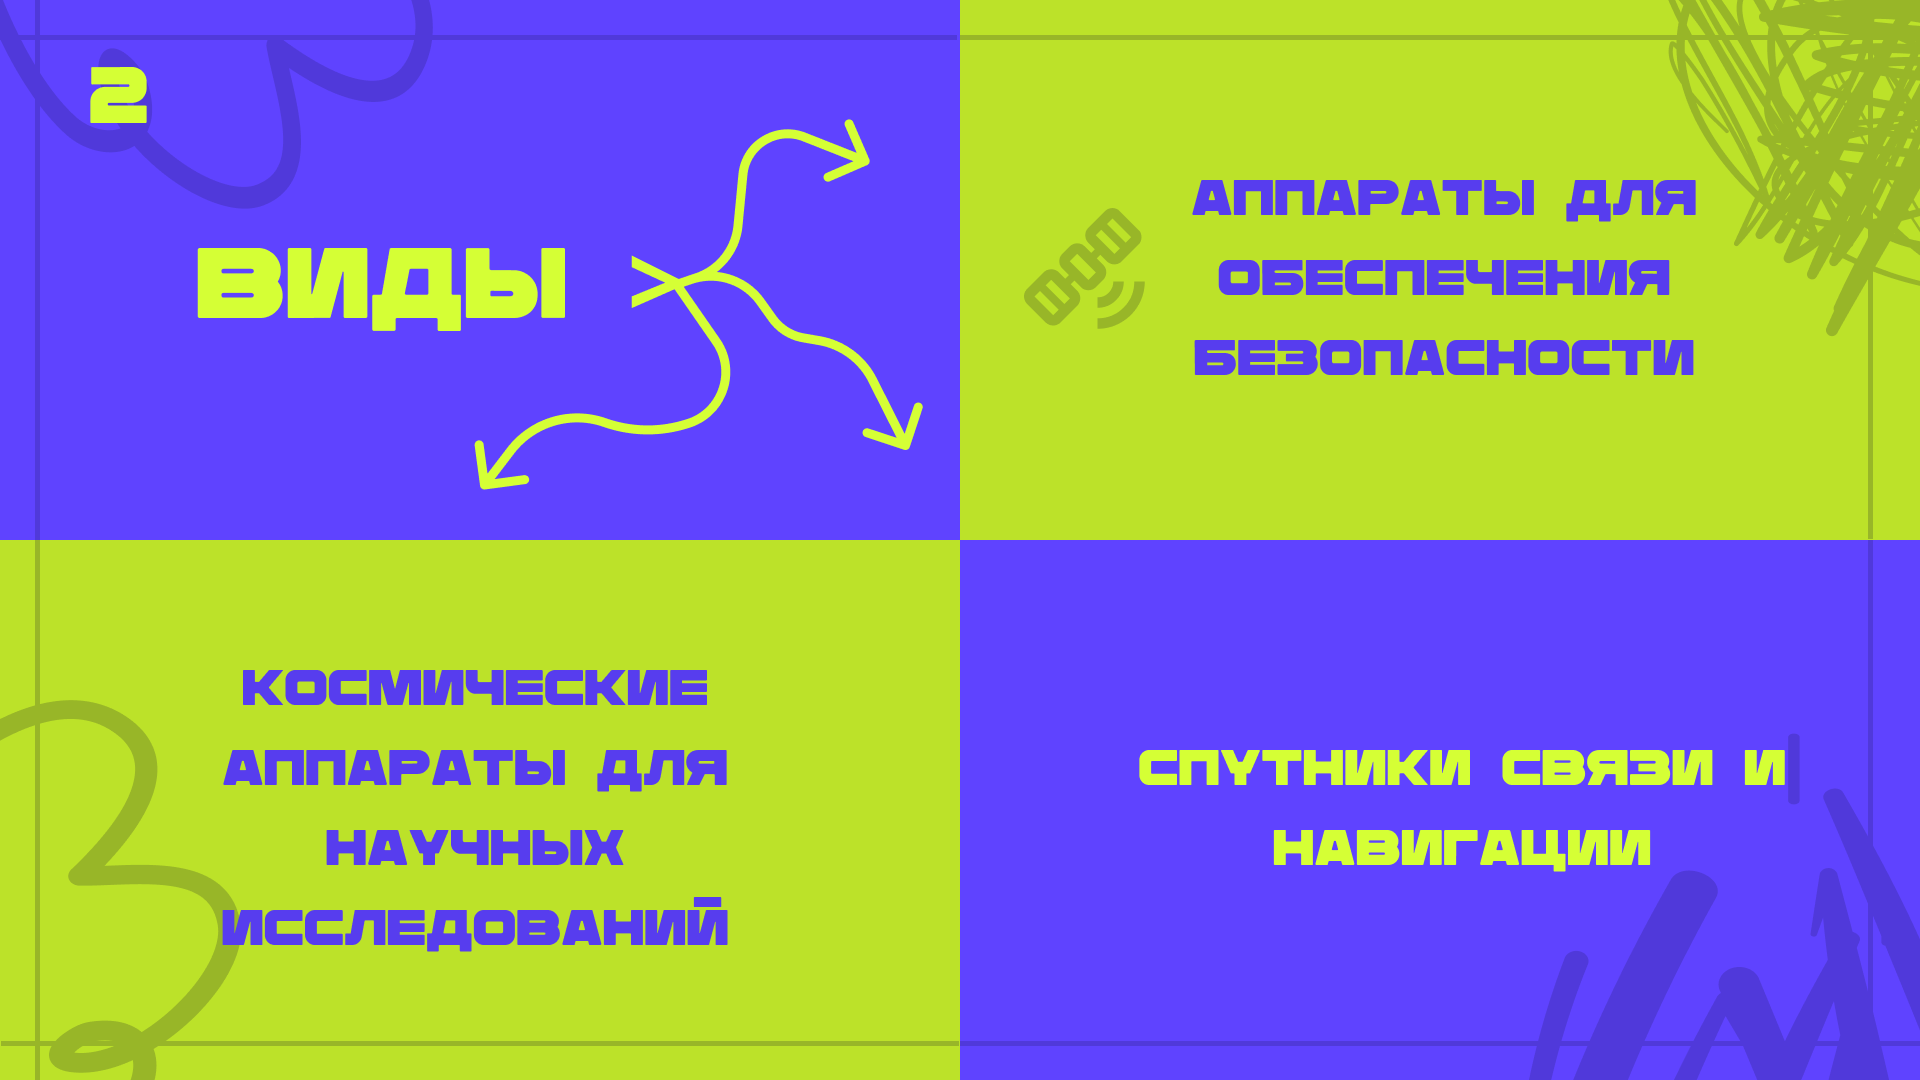 2
ВИДЫ
АППАРАТЫ ДЛЯ
ОБЕСПЕЧЕНИЯ
БЕЗОПАСНОСТИ
КОСМИЧЕСКИЕ
АППАРАТЫ ДЛЯ
НАУЧНЫХ
ИССЛЕДОВАНИЙ
СПУТНИКИ СВЯЗИ И
НАВИГАЦИИ